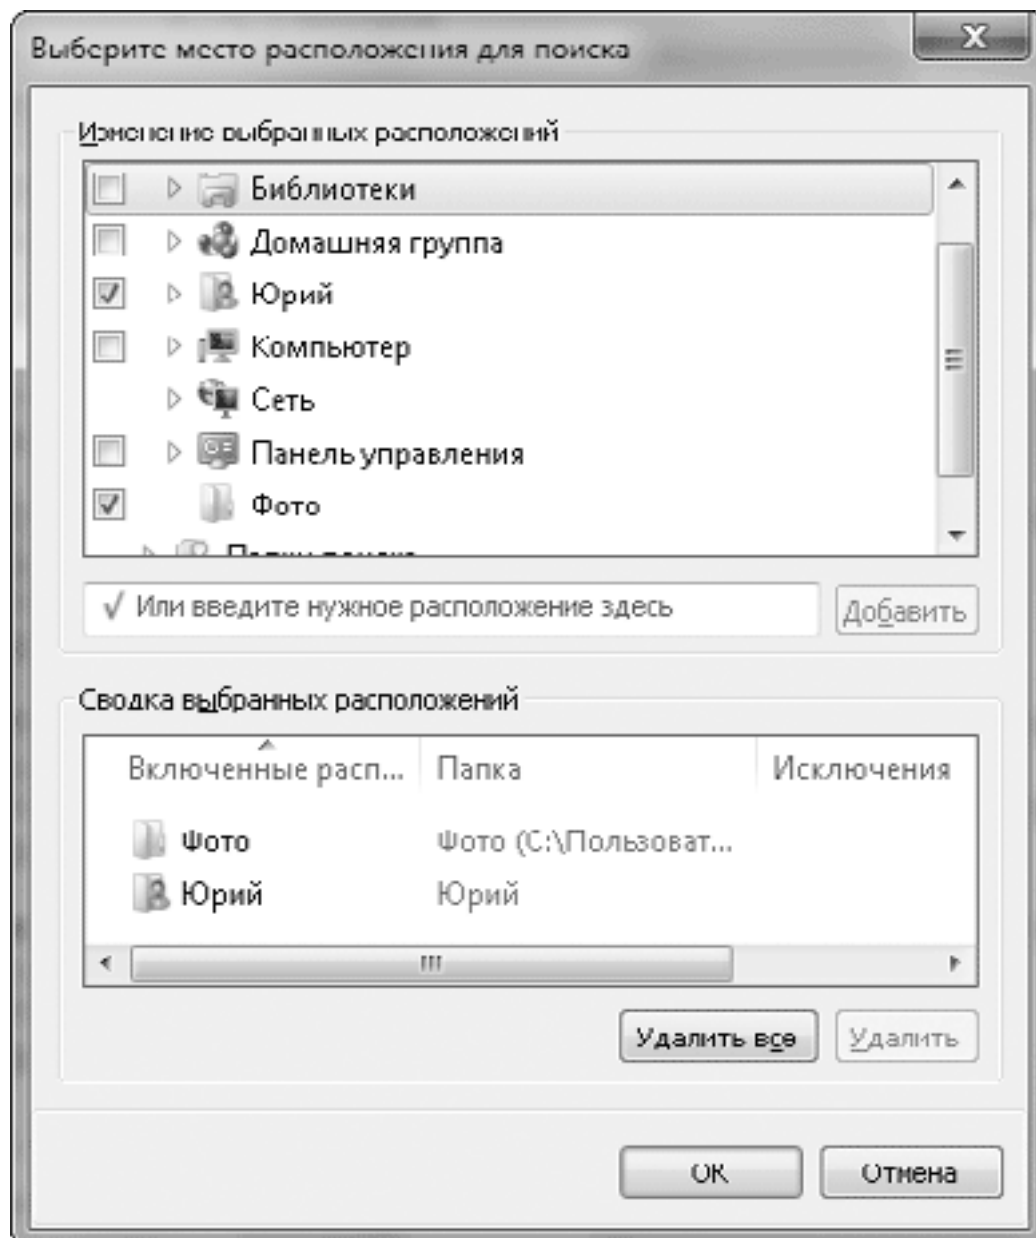 Выберите место расположения для поиска
Изменение выбранных расположений
Библиотеки
Домашняя группа
Юрий
Компьютер
Сеть
Панель управления
Фото
Или введите нужное расположение здесь
Добавить
Сводка выбранных расположений
Включенные расп... Папка Исключения
Фото Фото (C:\Пользоват...
Юрий Юрий
Удалить все Удалить
ОК Отмена